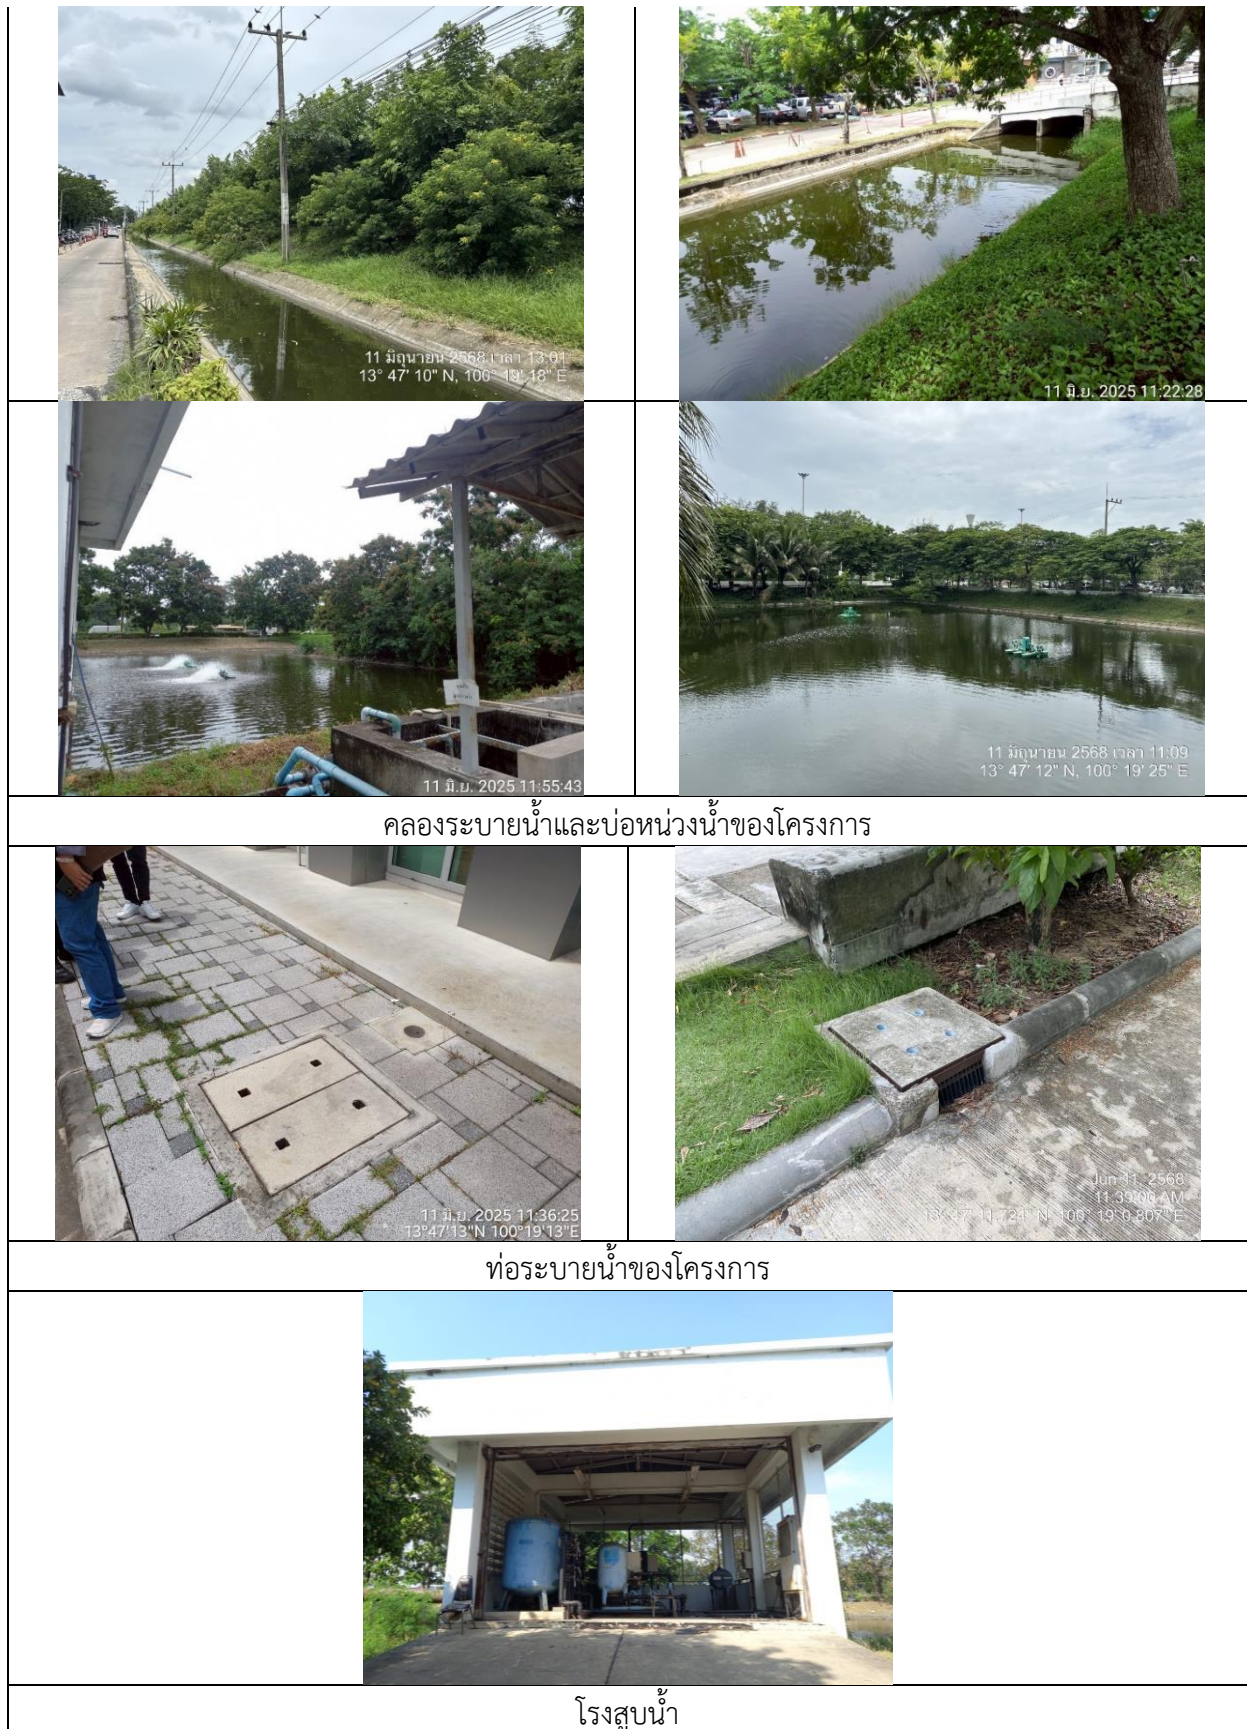 11 มิถุนายน 2568 เวลา 13:01
13° 47' 10" N, 100° 19' 18" E
11 มิ.ย. 2025 11:22:28
11 มิ.ย. 2025 11:55:43
11 มิถุนายน 2568 เวลา 11:09
13° 47' 12" N, 100° 19' 25" E
คลองระบายน้ำและบ่อหน่วงน้ำของโครงการ
11 มิ.ย. 2025 11:36:25
13°47'13"N 100°19'13"E
Jun 11, 2568
11:39:00 AM
N, 100° 19' 0.807" E
ท่อระบายน้ำของโครงการ
โรงสูบน้ำ